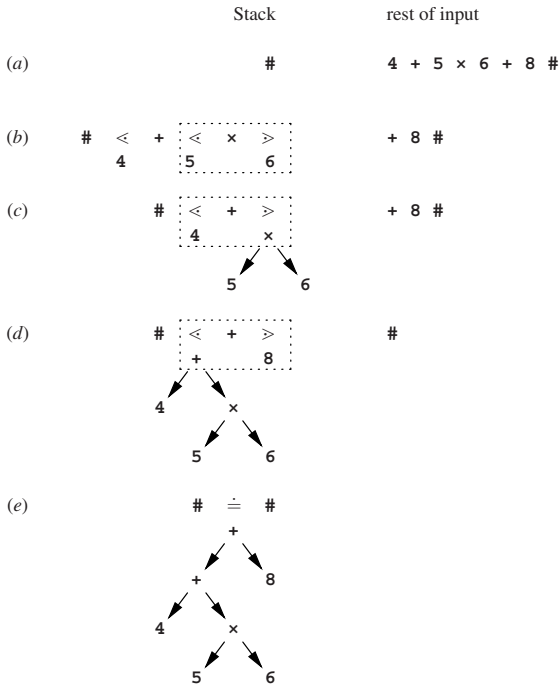 Stack rest of input
(a) # 4 + 5 × 6 + 8 #
(b) # ⋖ + ⋖ × ⋗ + 8 #
4 5 6
(c) # ⋖ + ⋗ + 8 #
4 ×
5 6
(d) # ⋖ + ⋗ #
+ 8
4 ×
5 6
(e) # ≐ #
+
+ 8
4 ×
5 6